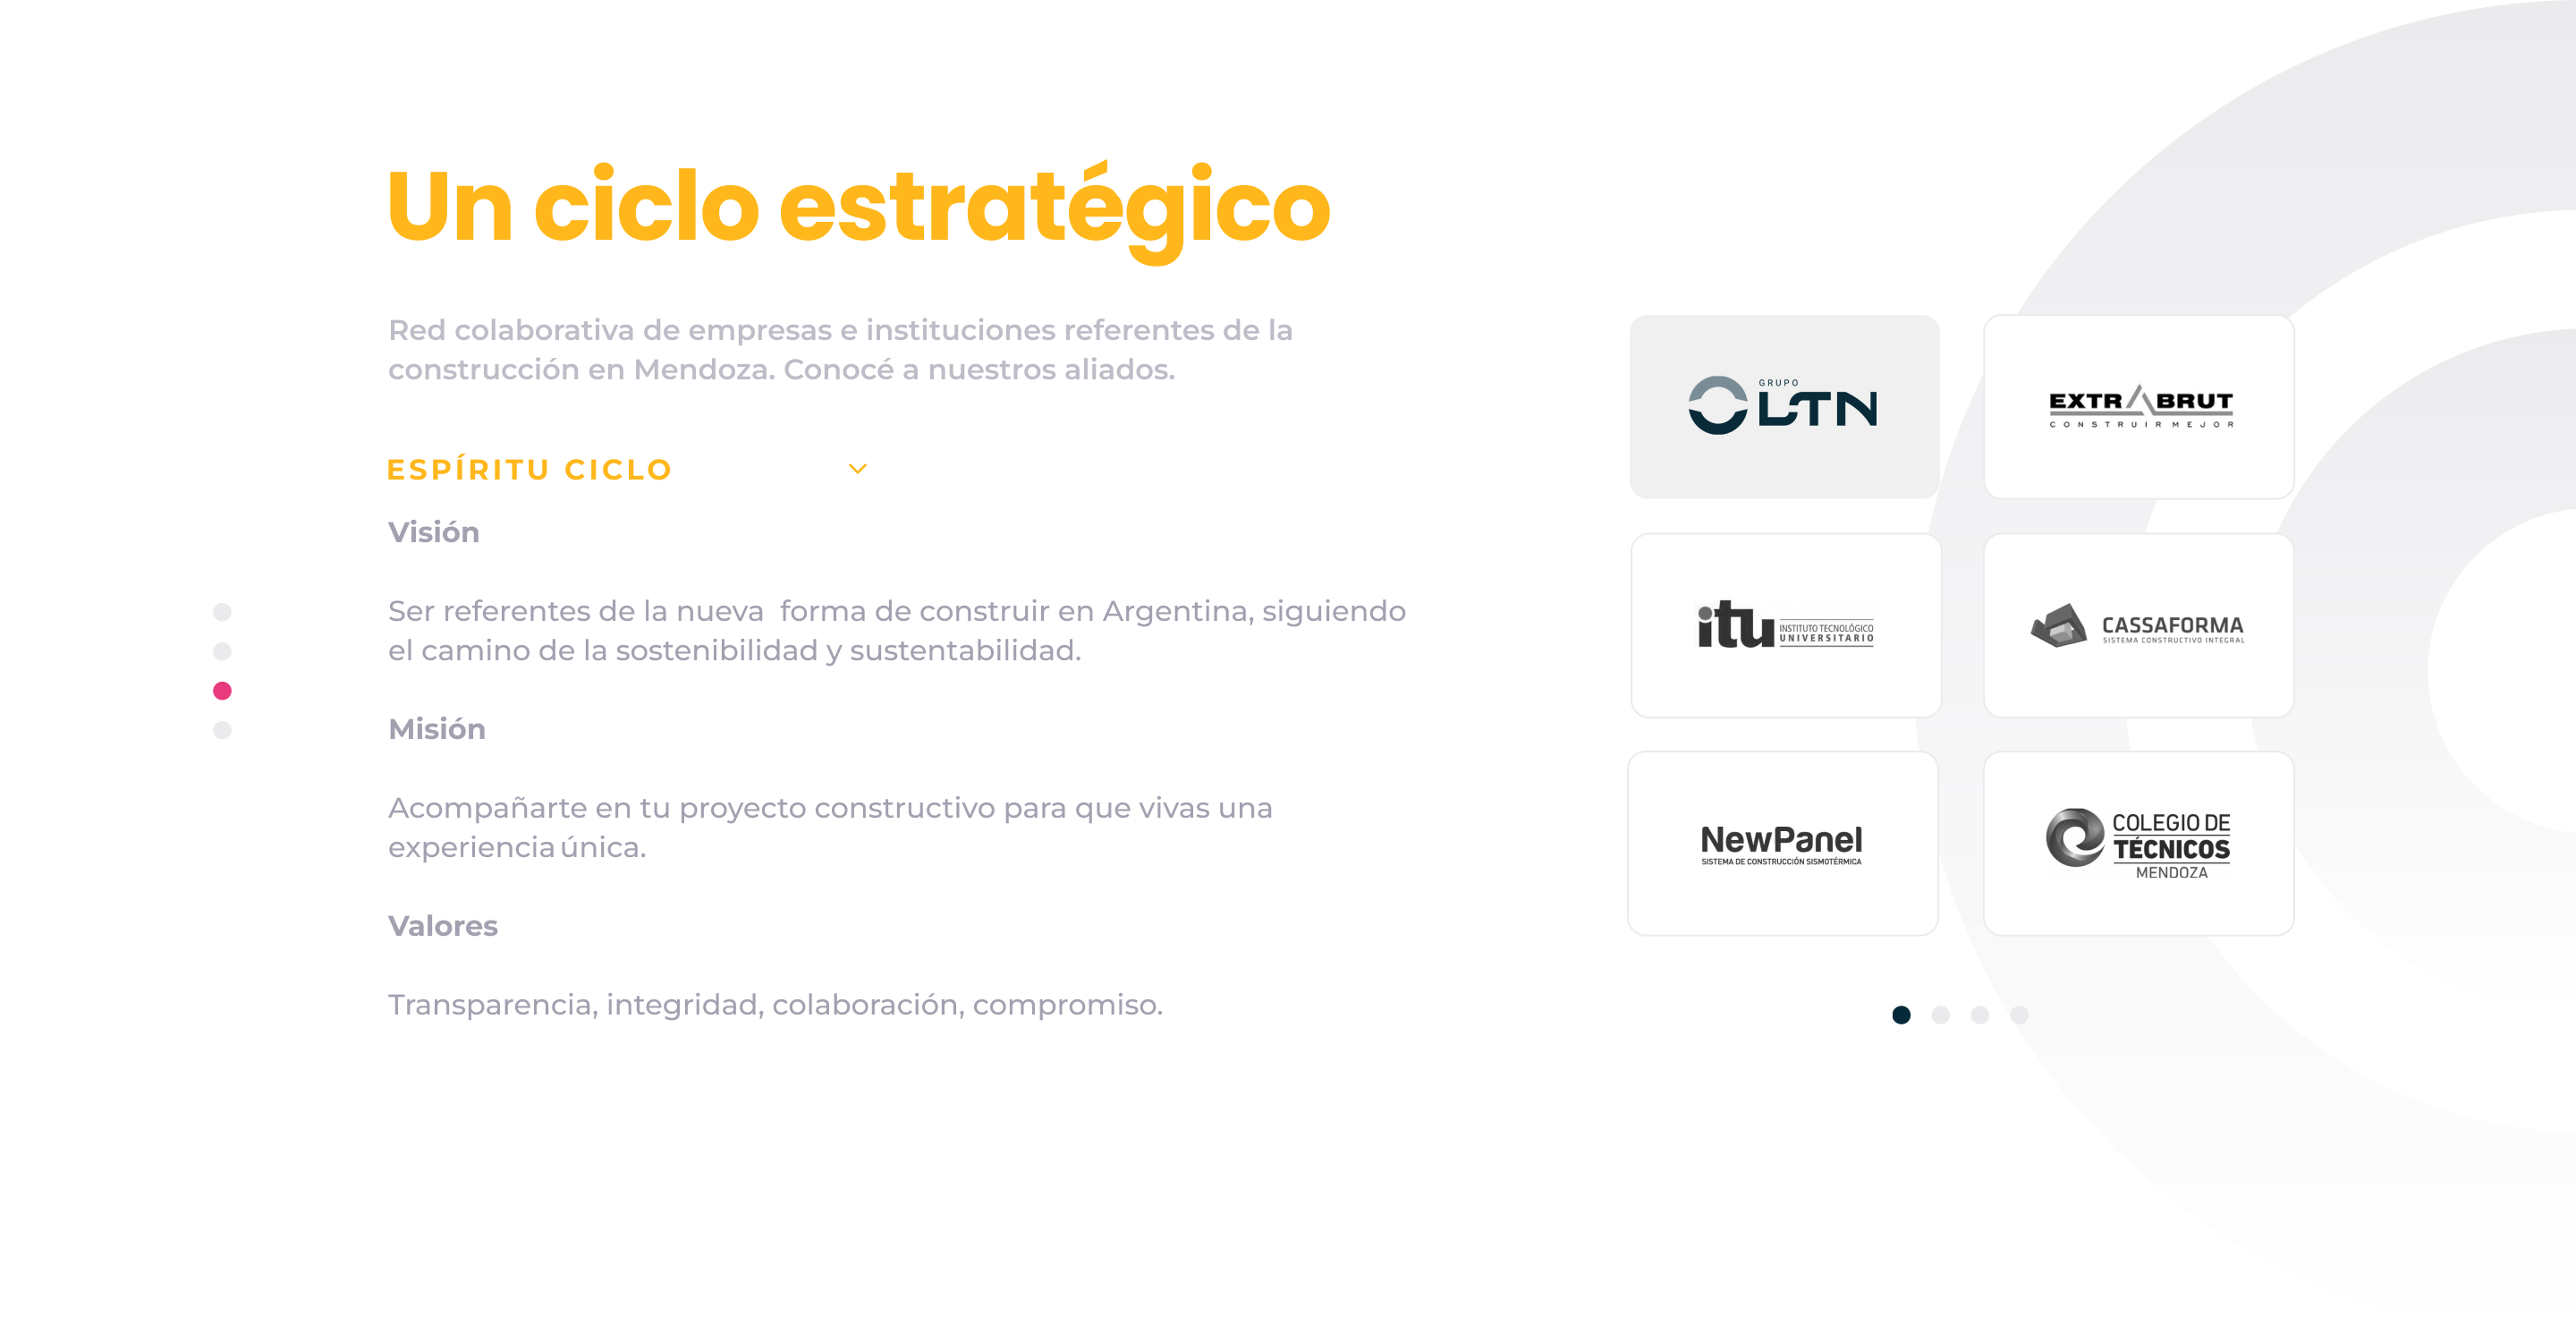 Un ciclo estratégico
Red colaborativa de empresas e instituciones referentes de la
construcción en Mendoza. Conocé a nuestros aliados.
ESPÍRITU CICLO
Visión
Ser referentes de la nueva  forma de construir en Argentina, siguiendo
el camino de la sostenibilidad y sustentabilidad.
Misión
Acompañarte en tu proyecto constructivo para que vivas una
experiencia única.
Valores
Transparencia, integridad, colaboración, compromiso.
GRUPO
LTN
EXTRABRUT
CONSTRUIR MEJOR
itu
INSTITUTO TECNOLÓGICO
UNIVERSITARIO
CASSAFORMA
SISTEMA CONSTRUCTIVO INTEGRAL
NewPanel
SISTEMA DE CONSTRUCCIÓN SISMOTÉRMICA
COLEGIO DE
TÉCNICOS
MENDOZA